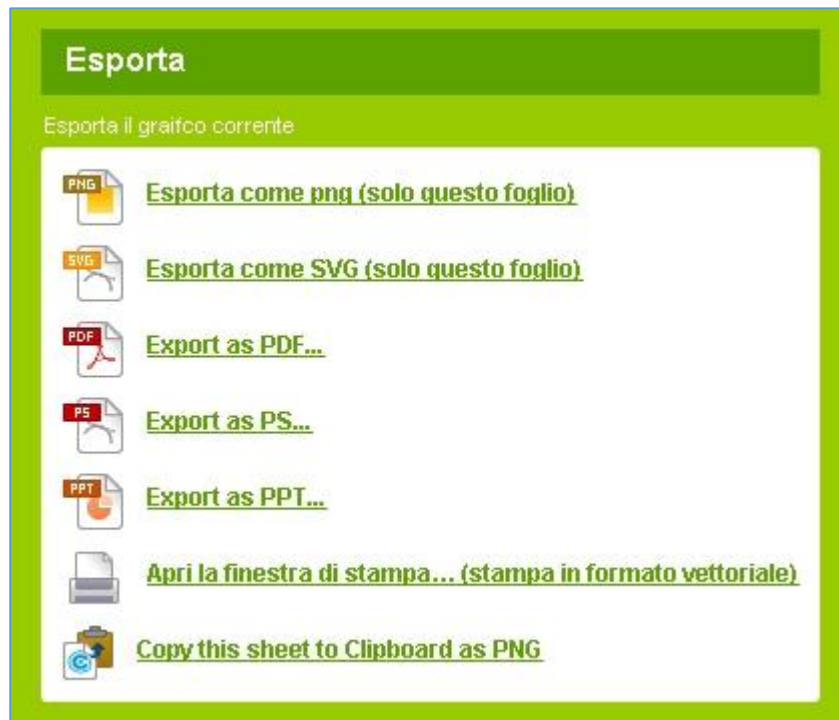 Esporta
Esporta il graifco corrente
PNG
Esporta come png (solo questo foglio)
SVG
Esporta come SVG (solo questo foglio)
PDF
Export as PDF...
PS
Export as PS...
PPT
Export as PPT...
Apri la finestra di stampa... (stampa in formato vettoriale)
Copy this sheet to Clipboard as PNG